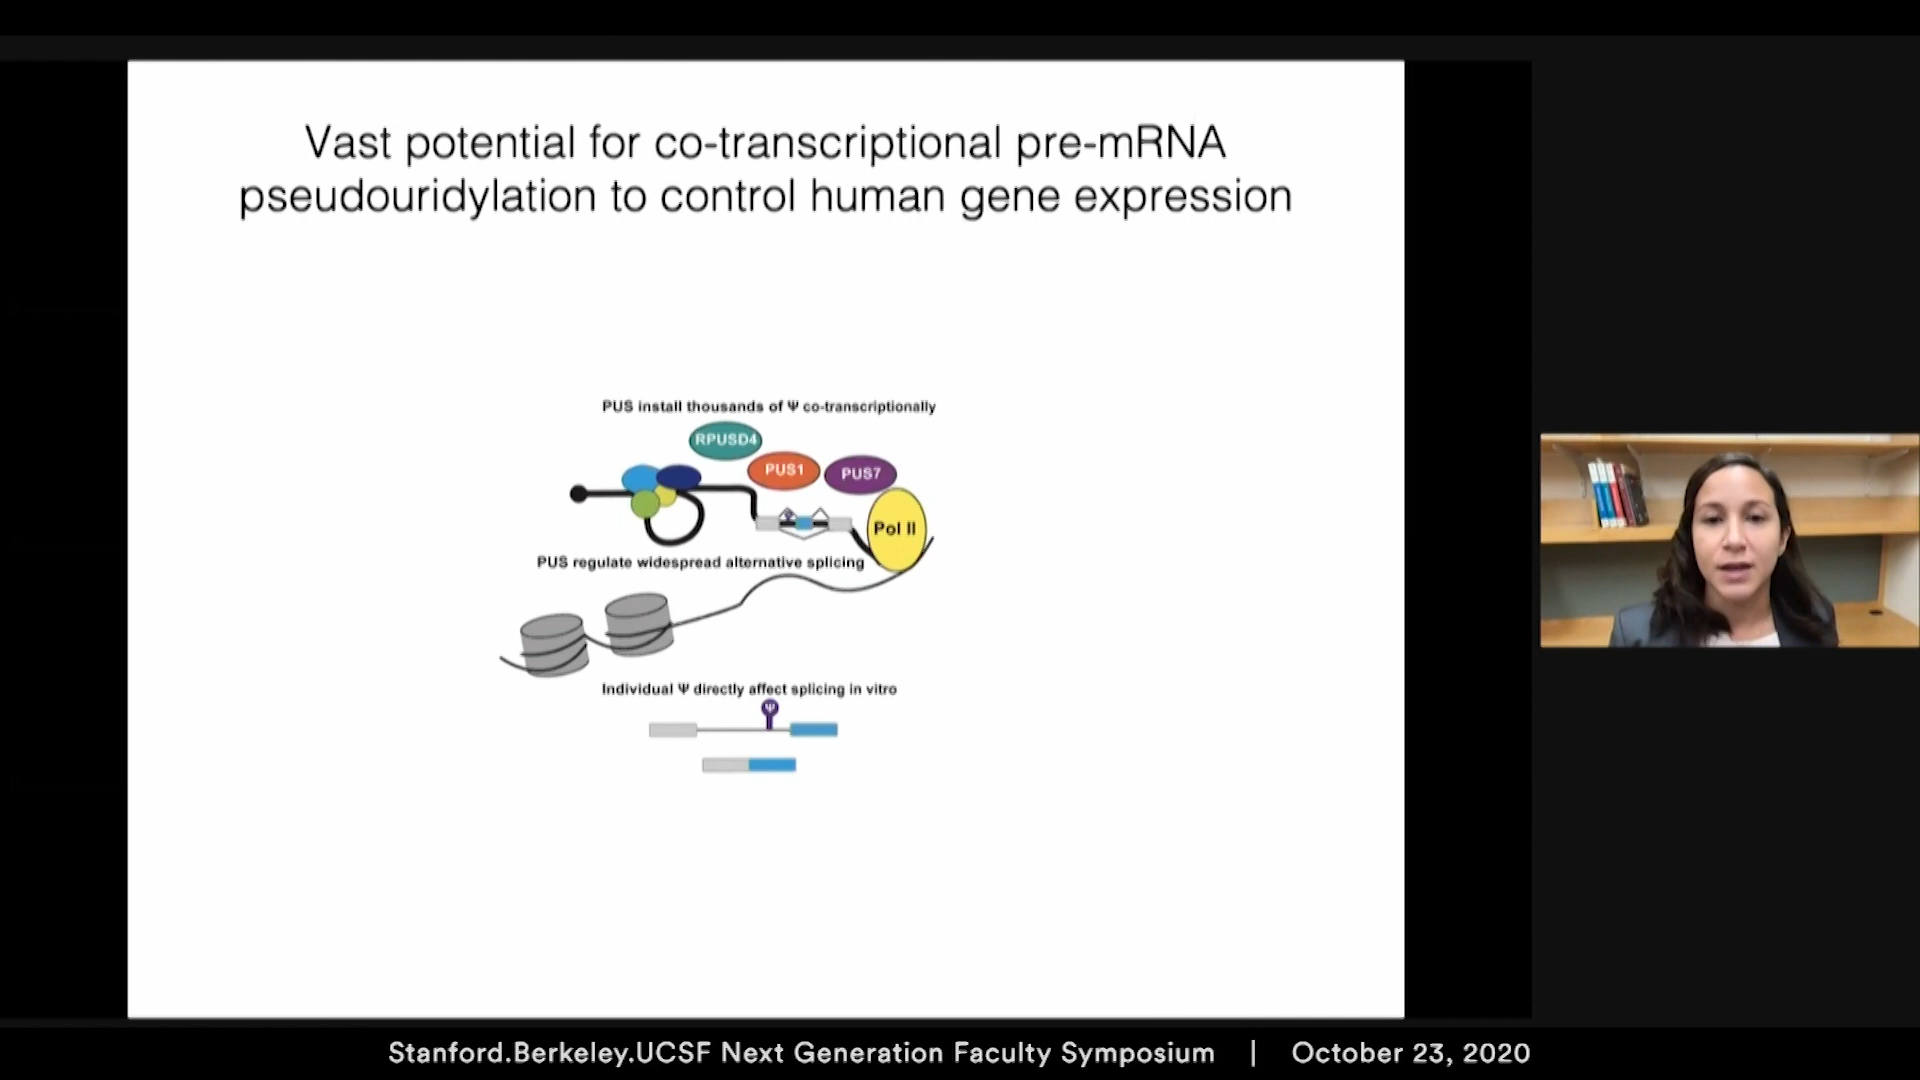 Vast potential for co-transcriptional pre-mRNA
pseudouridylation to control human gene expression
PUS install thousands of Ψ co-transcriptionally
RPUSD4
PUS1
PUS7
Pol II
PUS regulate widespread alternative splicing
Individual Ψ directly affect splicing in vitro
Ψ
Stanford.Berkeley.UCSF Next Generation Faculty Symposium | October 23, 2020